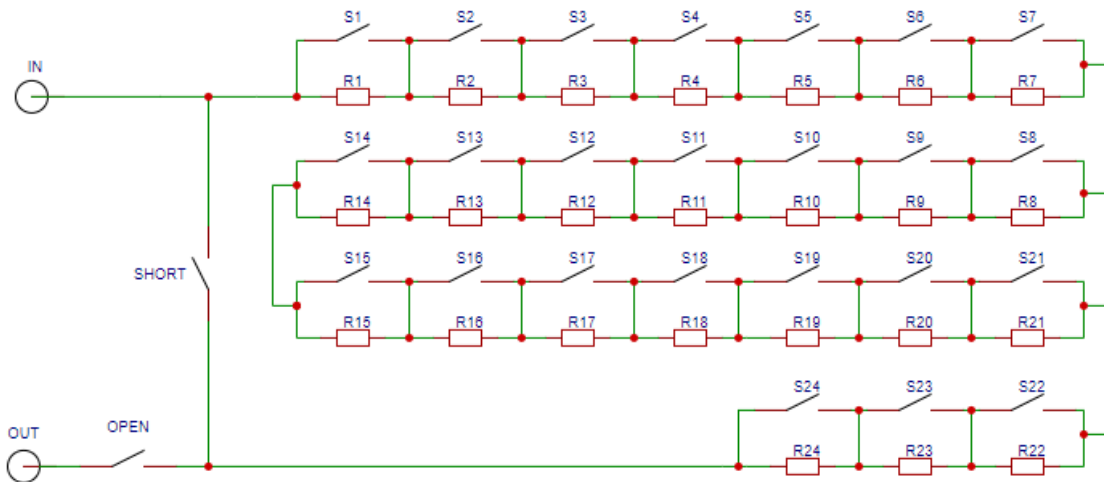 S1 S2 S3 S4 S5 S6 S7
IN
R1 R2 R3 R4 R5 R6 R7
S14 S13 S12 S11 S10 S9 S8
R14 R13 R12 R11 R10 R9 R8
SHORT
S15 S16 S17 S18 S19 S20 S21
R15 R16 R17 R18 R19 R20 R21
S24 S23 S22
OUT
OPEN
R24 R23 R22